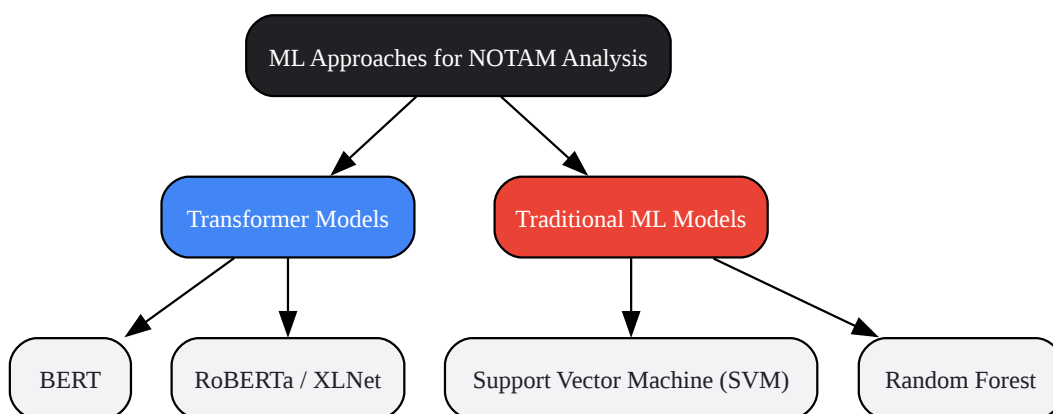 ML Approaches for NOTAM Analysis
Transformer Models
Traditional ML Models
BERT
RoBERTa / XLNet
Support Vector Machine (SVM)
Random Forest